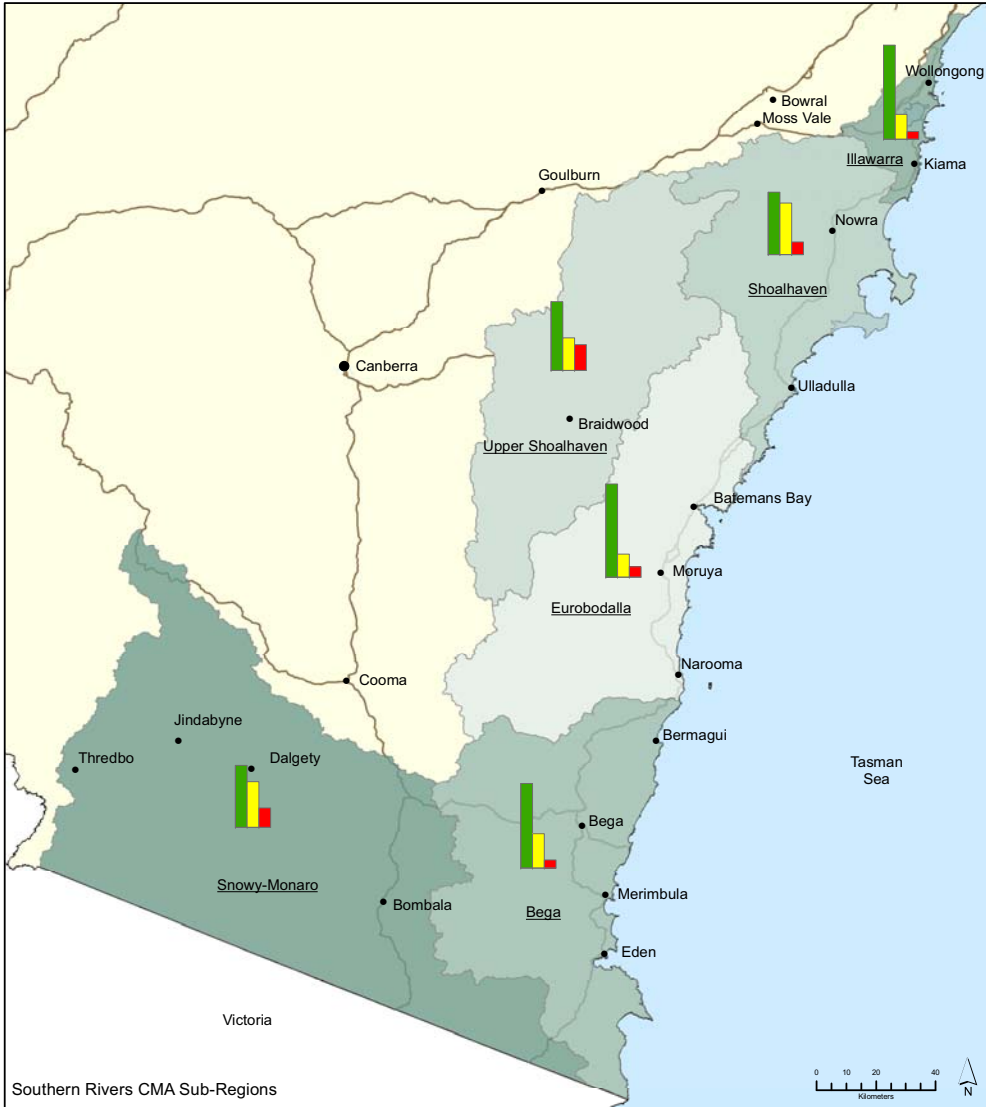 Wollongong
Bowral
Moss Vale
Illawarra
Kiama
Goulburn
Nowra
Shoalhaven
Canberra
Ulladulla
Braidwood
Upper Shoalhaven
Batemans Bay
Moruya
Eurobodalla
Narooma
Cooma
Jindabyne
Bermagui
Thredbo
Dalgety
Tasman
Sea
Bega
Snowy-Monaro
Merimbula
Bombala
Bega
Eden
Victoria
Southern Rivers CMA Sub-Regions
0 5 10 20 30 40
Kilometers
N